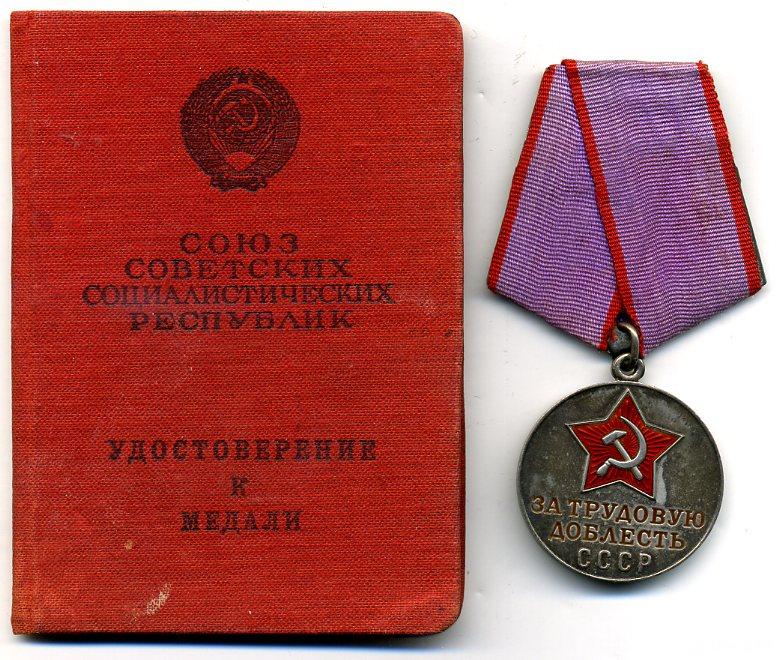 СОЮЗ
СОВЕТСКИХ
СОЦИАЛИСТИЧЕСКИХ
РЕСПУБЛИК
УДОСТОВЕРЕНИЕ
К
МЕДАЛИ
ЗА ТРУДОВУЮ
ДОБЛЕСТЬ
СССР